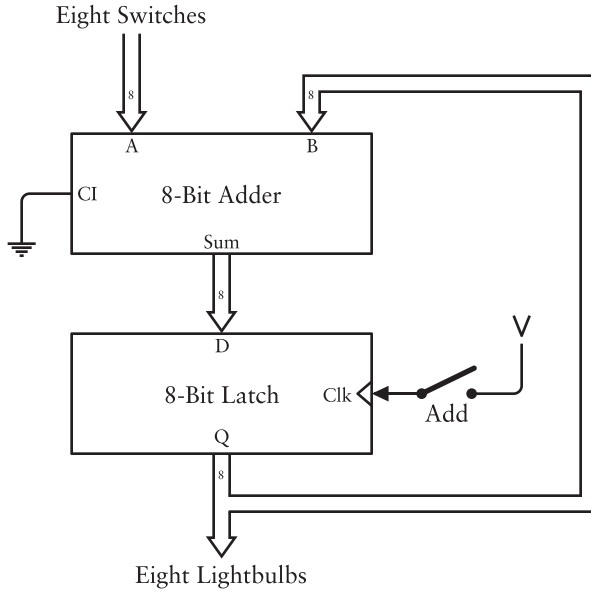 Eight Switches
8
8
A
B
CI
8-Bit Adder
Sum
8
V
D
8-Bit Latch
Clk
Add
Q
8
Eight Lightbulbs